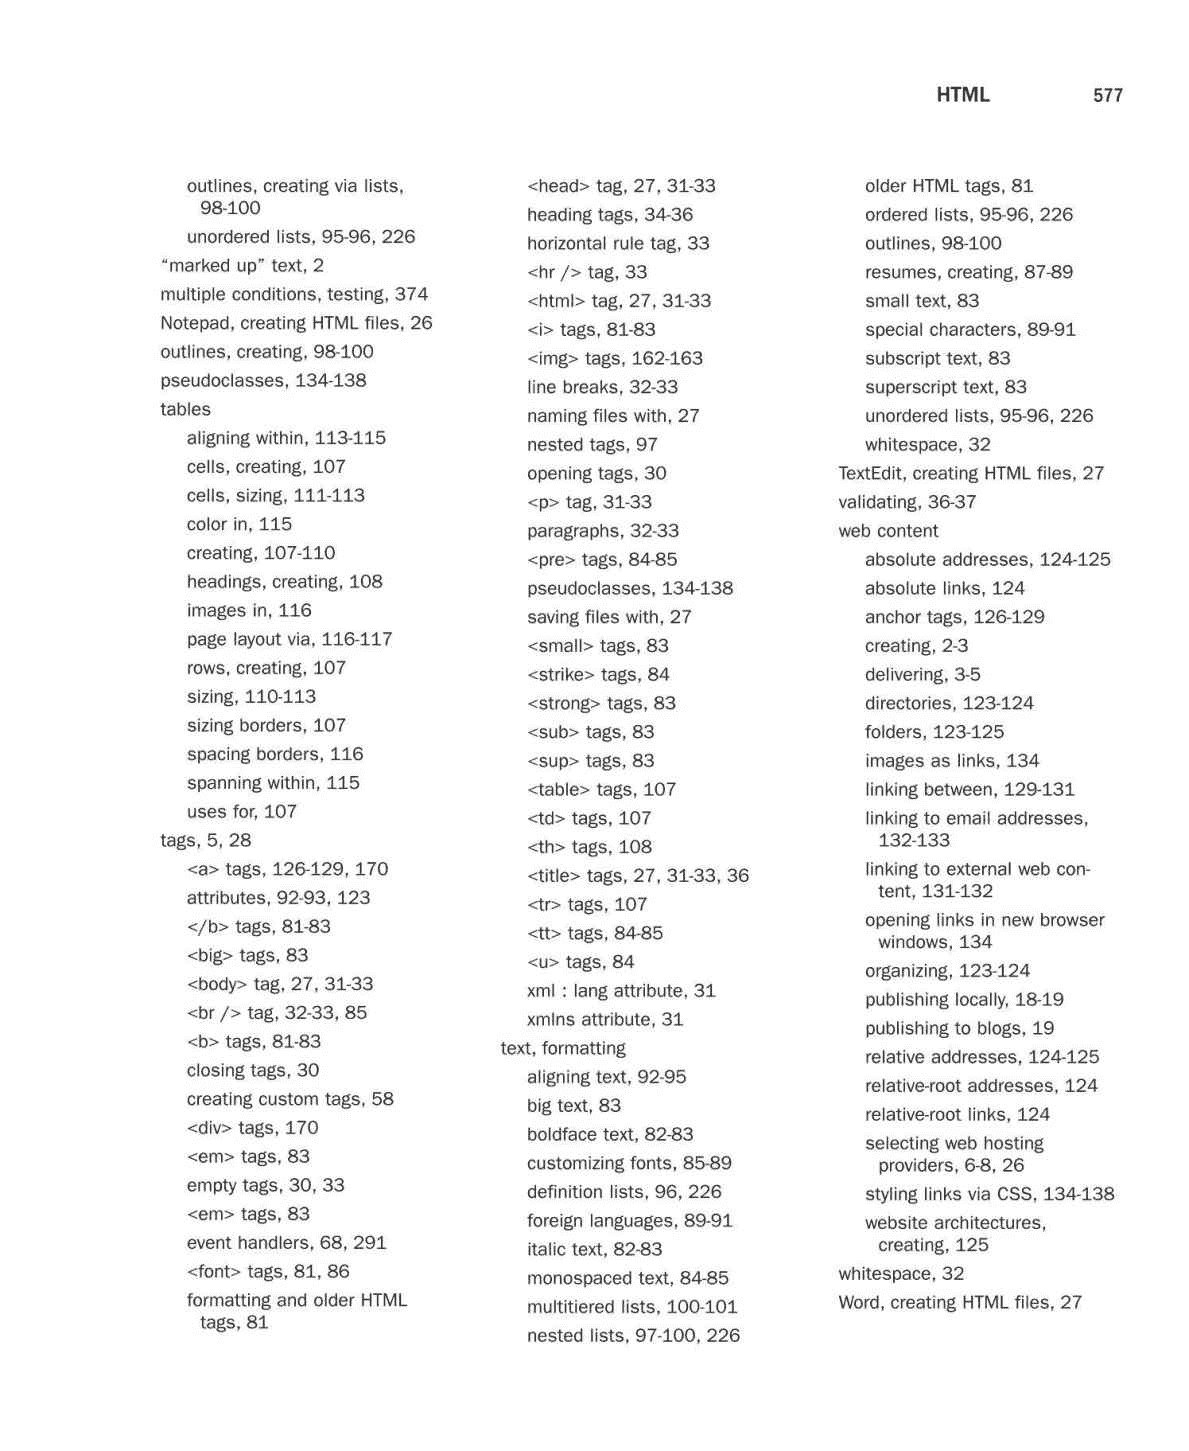 HTML 577
outlines, creating via lists,
98-100
unordered lists, 95-96, 226
“marked up” text, 2
multiple conditions, testing, 374
Notepad, creating HTML files, 26
outlines, creating, 98-100
pseudoclasses, 134-138
tables
aligning within, 113-115
cells, creating, 107
cells, sizing, 111-113
color in, 115
creating, 107-110
headings, creating, 108
images in, 116
page layout via, 116-117
rows, creating, 107
sizing, 110-113
sizing borders, 107
spacing borders, 116
spanning within, 115
uses for, 107
tags, 5, 28
<a> tags, 126-129, 170
attributes, 92-93, 123
</b> tags, 81-83
<big> tags, 83
<body> tag, 27, 31-33
<br /> tag, 32-33, 85
<b> tags, 81-83
closing tags, 30
creating custom tags, 58
<div> tags, 170
<em> tags, 83
empty tags, 30, 33
<em> tags, 83
event handlers, 68, 291
<font> tags, 81, 86
formatting and older HTML
tags, 81
<head> tag, 27, 31-33
heading tags, 34-36
horizontal rule tag, 33
<hr /> tag, 33
<html> tag, 27, 31-33
<i> tags, 81-83
<img> tags, 162-163
line breaks, 32-33
naming files with, 27
nested tags, 97
opening tags, 30
<p> tag, 31-33
paragraphs, 32-33
<pre> tags, 84-85
pseudoclasses, 134-138
saving files with, 27
<small> tags, 83
<strike> tags, 84
<strong> tags, 83
<sub> tags, 83
<sup> tags, 83
<table> tags, 107
<td> tags, 107
<th> tags, 108
<title> tags, 27, 31-33, 36
<tr> tags, 107
<tt> tags, 84-85
<u> tags, 84
xml : lang attribute, 31
xmlns attribute, 31
text, formatting
aligning text, 92-95
big text, 83
boldface text, 82-83
customizing fonts, 85-89
definition lists, 96, 226
foreign languages, 89-91
italic text, 82-83
monospaced text, 84-85
multitiered lists, 100-101
nested lists, 97-100, 226
older HTML tags, 81
ordered lists, 95-96, 226
outlines, 98-100
resumes, creating, 87-89
small text, 83
special characters, 89-91
subscript text, 83
superscript text, 83
unordered lists, 95-96, 226
whitespace, 32
TextEdit, creating HTML files, 27
validating, 36-37
web content
absolute addresses, 124-125
absolute links, 124
anchor tags, 126-129
creating, 2-3
delivering, 3-5
directories, 123-124
folders, 123-125
images as links, 134
linking between, 129-131
linking to email addresses,
132-133
linking to external web con-
tent, 131-132
opening links in new browser
windows, 134
organizing, 123-124
publishing locally, 18-19
publishing to blogs, 19
relative addresses, 124-125
relative-root addresses, 124
relative-root links, 124
selecting web hosting
providers, 6-8, 26
styling links via CSS, 134-138
website architectures,
creating, 125
whitespace, 32
Word, creating HTML files, 27